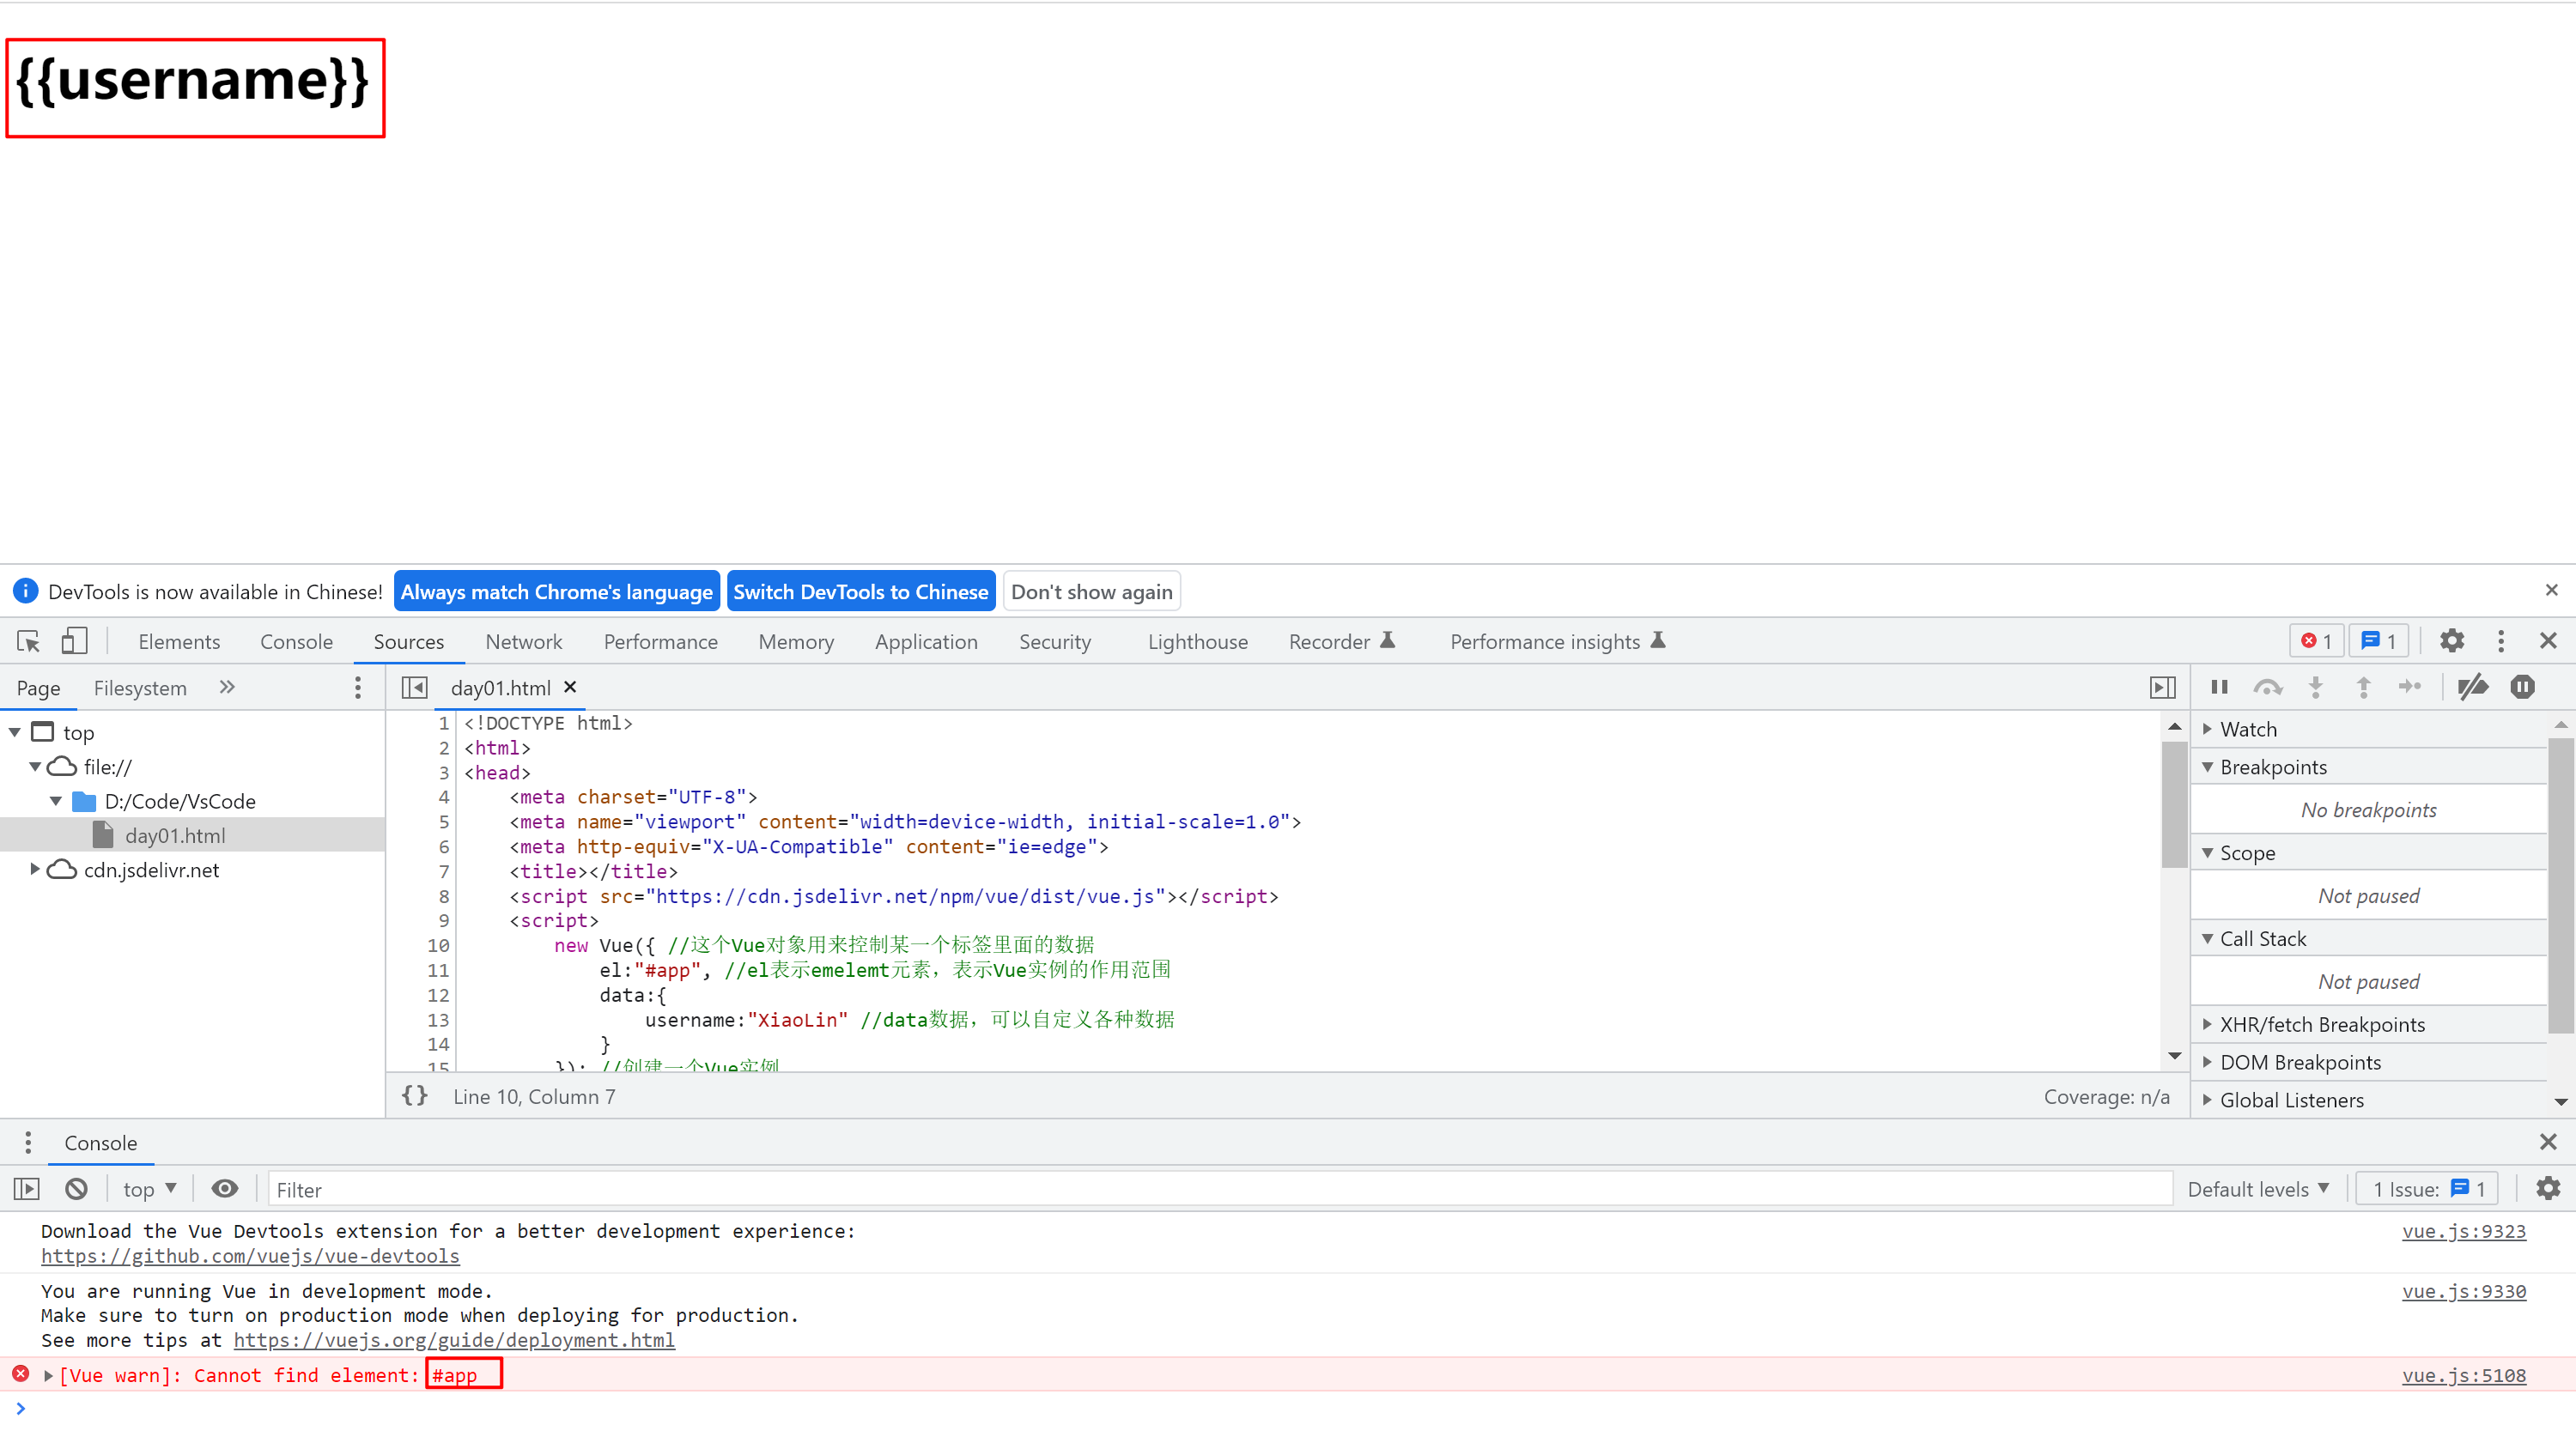 {{username}}
DevTools is now available in Chinese! Always match Chrome's language Switch DevTools to Chinese Don't show again
Elements Console Sources Network Performance Memory Application Security Lighthouse Recorder Performance insights 1 1
Page Filesystem
day01.html
top
file://
D:/Code/VsCode
day01.html
cdn.jsdelivr.net
1 <!DOCTYPE html>
2 <html>
3 <head>
4 <meta charset="UTF-8">
5 <meta name="viewport" content="width=device-width, initial-scale=1.0">
6 <meta http-equiv="X-UA-Compatible" content="ie=edge">
7 <title></title>
8 <script src="https://cdn.jsdelivr.net/npm/vue/dist/vue.js"></script>
9 <script>
10 new Vue({ //这个Vue对象用来控制某一个标签里面的数据
11 el:"#app", //el表示emelemt元素，表示Vue实例的作用范围
12 data:{
13 username:"XiaoLin" //data数据，可以自定义各种数据
14 }
15 }); //创建一个Vue实例
{} Line 10, Column 7 Coverage: n/a
Watch
Breakpoints
No breakpoints
Scope
Not paused
Call Stack
Not paused
XHR/fetch Breakpoints
DOM Breakpoints
Global Listeners
Console
top Filter Default levels 1 Issue: 1
Download the Vue Devtools extension for a better development experience: vue.js:9323
https://github.com/vuejs/vue-devtools
You are running Vue in development mode. vue.js:9330
Make sure to turn on production mode when deploying for production.
See more tips at https://vuejs.org/guide/deployment.html
[Vue warn]: Cannot find element: #app vue.js:5108